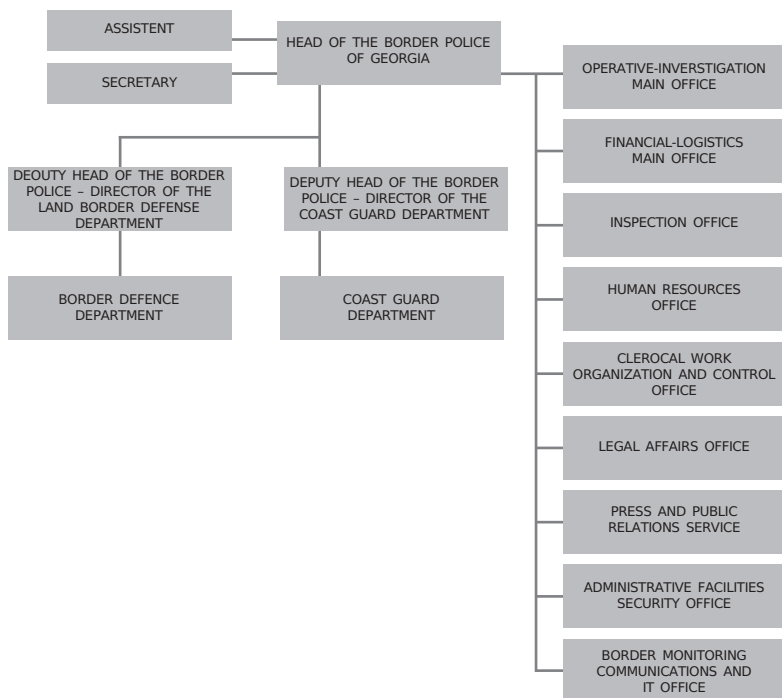 ASSISTENT
SECRETARY
HEAD OF THE BORDER POLICE
OF GEORGIA
DEOUTY HEAD OF THE BORDER
POLICE – DIRECTOR OF THE
LAND BORDER DEFENSE
DEPARTMENT
DEPUTY HEAD OF THE BORDER
POLICE – DIRECTOR OF THE
COAST GUARD DEPARTMENT
BORDER DEFENCE
DEPARTMENT
COAST GUARD
DEPARTMENT
OPERATIVE-INVERSTIGATION
MAIN OFFICE
FINANCIAL-LOGISTICS
MAIN OFFICE
INSPECTION OFFICE
HUMAN RESOURCES
OFFICE
CLEROCAL WORK
ORGANIZATION AND CONTROL
OFFICE
LEGAL AFFAIRS OFFICE
PRESS AND PUBLIC
RELATIONS SERVICE
ADMINISTRATIVE FACILITIES
SECURITY OFFICE
BORDER MONITORING
COMMUNICATIONS AND
IT OFFICE